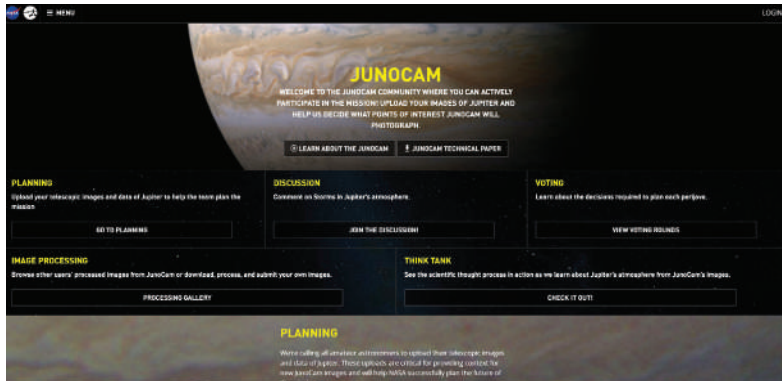 NASA
≡ MENU
LOGIN
JUNOCAM
WELCOME TO THE JUNOCAM COMMUNITY WHERE YOU CAN ACTIVELY
PARTICIPATE IN THE MISSION! UPLOAD YOUR IMAGES OF JUPITER AND
HELP US DECIDE WHAT POINTS OF INTEREST JUNOCAM WILL
PHOTOGRAPH.
LEARN ABOUT THE JUNOCAM
JUNOCAM TECHNICAL PAPER
PLANNING
Upload your telescopic images and data of Jupiter to help the team plan the
mission
GO TO PLANNING
DISCUSSION
Comment on Storms in Jupiter's atmosphere.
JOIN THE DISCUSSION!
VOTING
Learn about the decisions required to plan each perijove.
VIEW VOTING ROUNDS
IMAGE PROCESSING
Browse other users' processed images from JunoCam or download, process, and submit your own images.
PROCESSING GALLERY
THINK TANK
See the scientific thought process in action as we learn about Jupiter's atmosphere from JunoCam's images.
CHECK IT OUT!
PLANNING
We're calling all amateur astronomers to upload their telescopic images
and data of Jupiter. These uploads are critical for providing context for
new JunoCam images and will help NASA successfully plan the future of